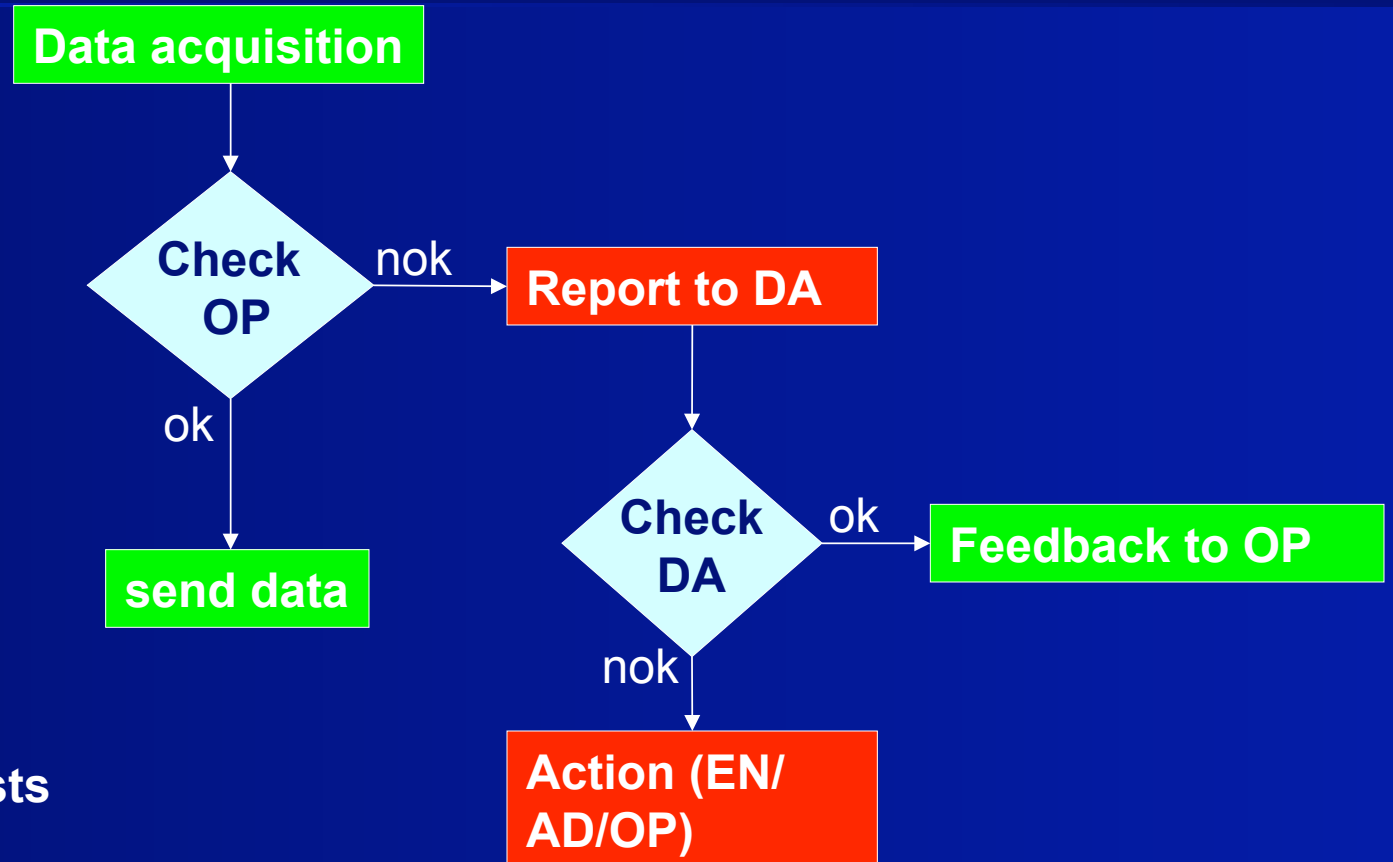 Data acquisition
Check
OP
nok
Report to DA
ok
send data
Check
DA
ok
Feedback to OP
nok
Action (EN/
AD/OP)
sts